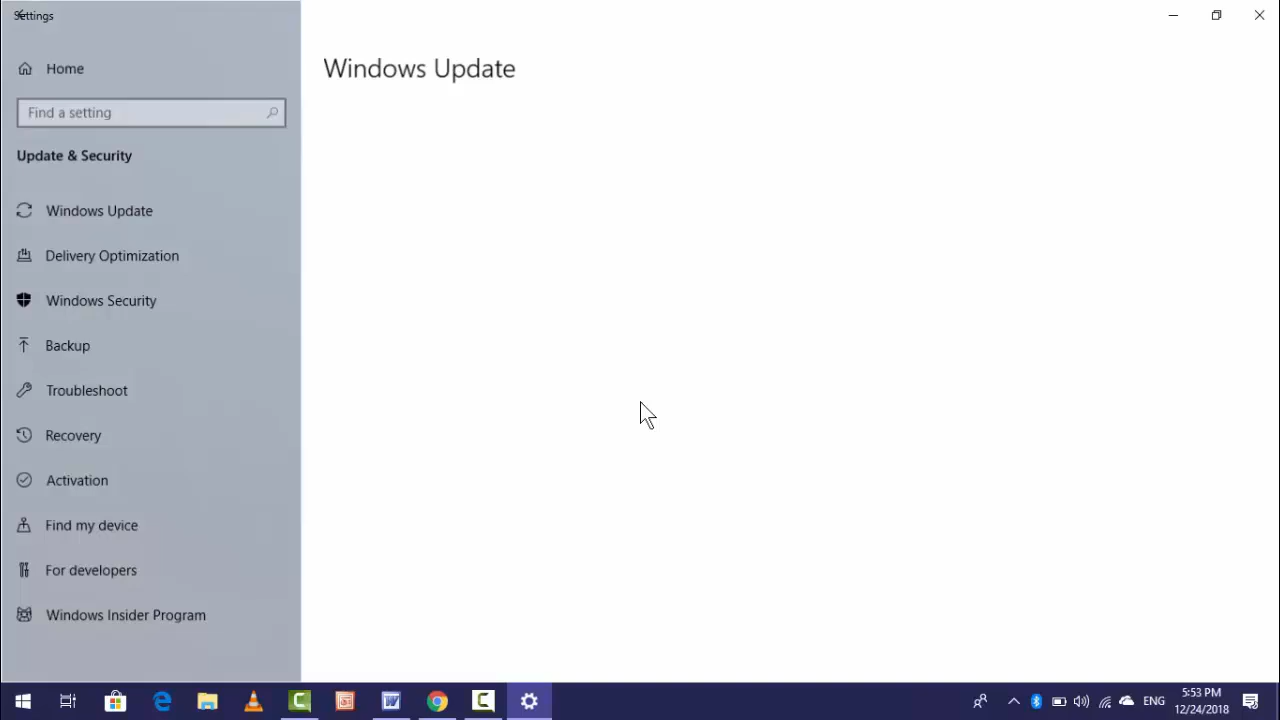 Settings
Home
Find a setting
Update & Security
Windows Update
Delivery Optimization
Windows Security
Backup
Troubleshoot
Recovery
Activation
Find my device
For developers
Windows Insider Program
Windows Update
ENG
5:53 PM
12/24/2018